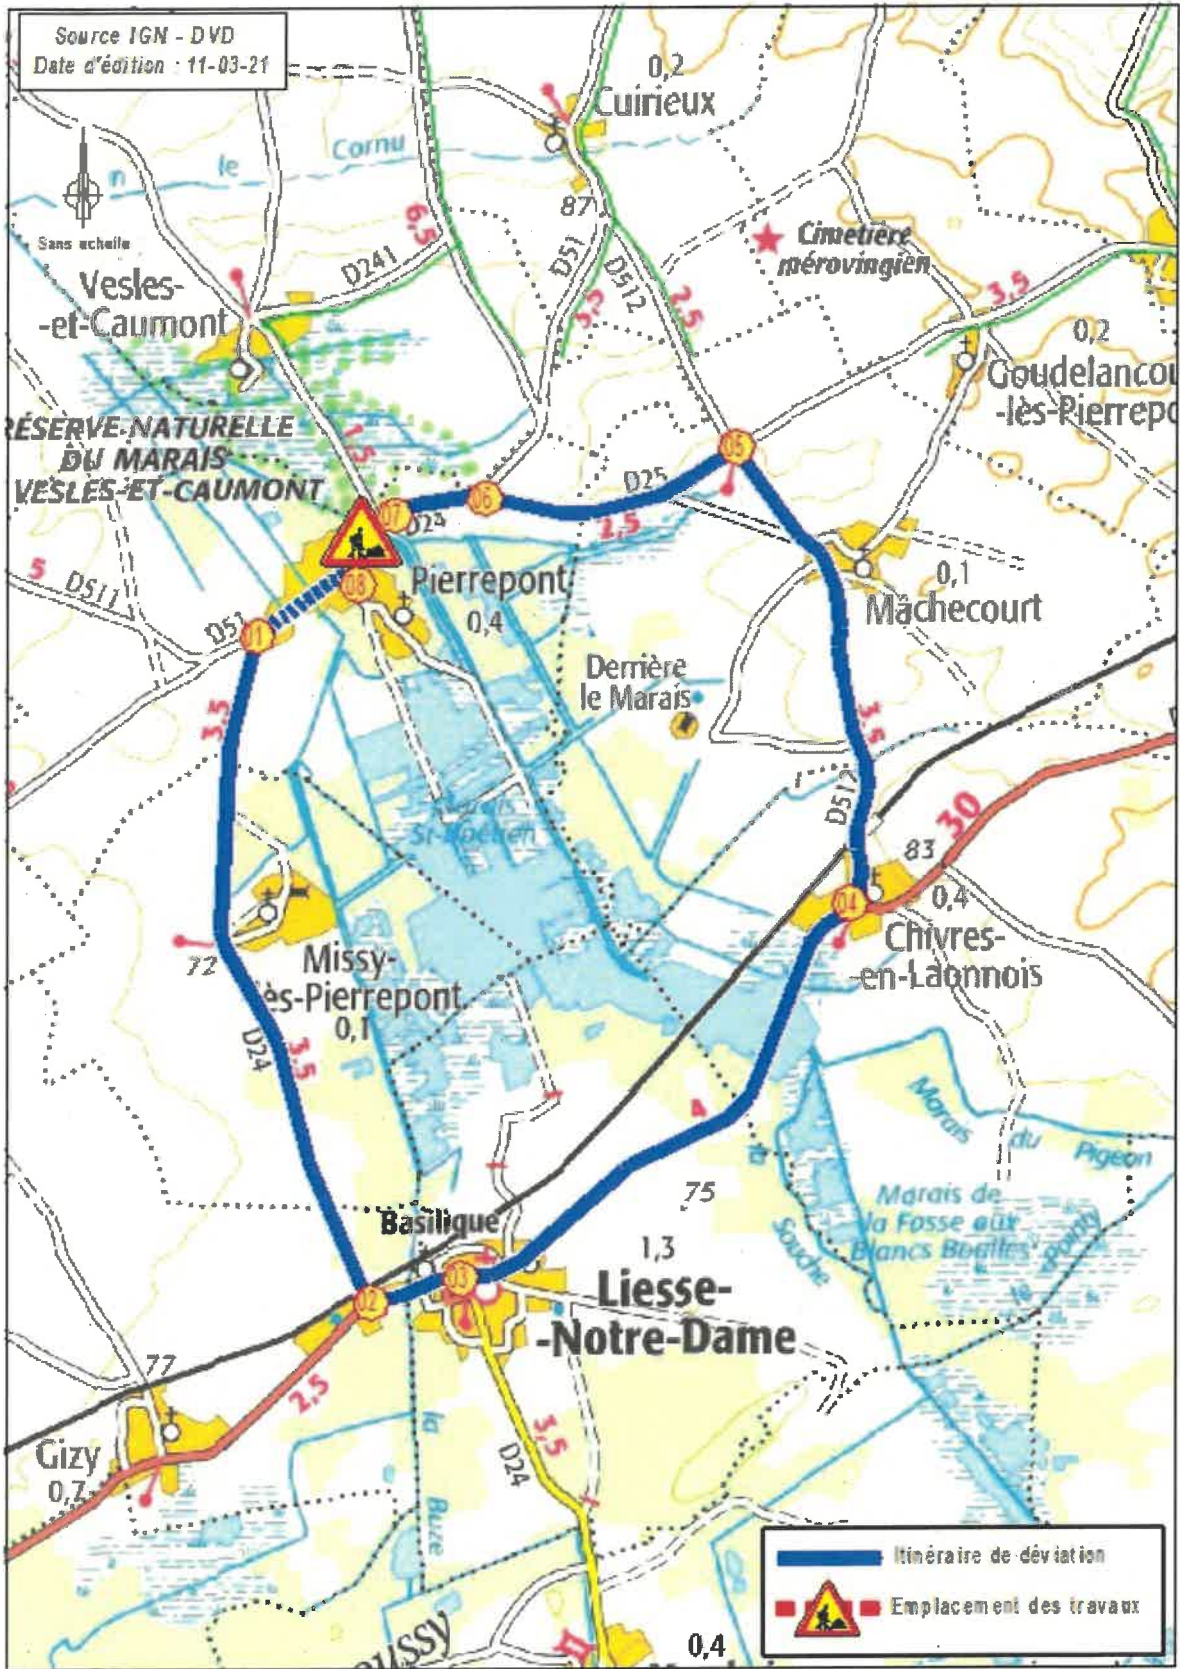 Source IGN - DVD
Date d'édition : 11-03-21
0,2
Cuirieux
le Cornu
Sans echelle
87
6,5
D241
D51
3,5
D512
2,5
Cimetière
mérovingien
3,5
Vesles-
-et-Caumont
0,2
Goudelancou
-lès-Pierrepo
RÉSERVE NATURELLE
DU MARAIS
VESLES-ET-CAUMONT
1,5
05
D25
06
07
D24
2,5
5
D511
D51
01
08
Pierrepont
0,4
0,1
Mâchecourt
Derrière
le Marais
3,5
3,5
D512
30
83
0,4
04
Chivres-
-en-Laonnois
72
Missy-
-lès-Pierrepont
0,1
D24
3,5
4
75
Marais du Pigeon
Marais de
la Fosse aux
Souche
Basilique
1,3
03
02
Liesse-
-Notre-Dame
77
2,5
Gizy
0,7
la Buze
3,5
D24
Itinéraire de déviation
Emplacement des travaux
0,4
ussy